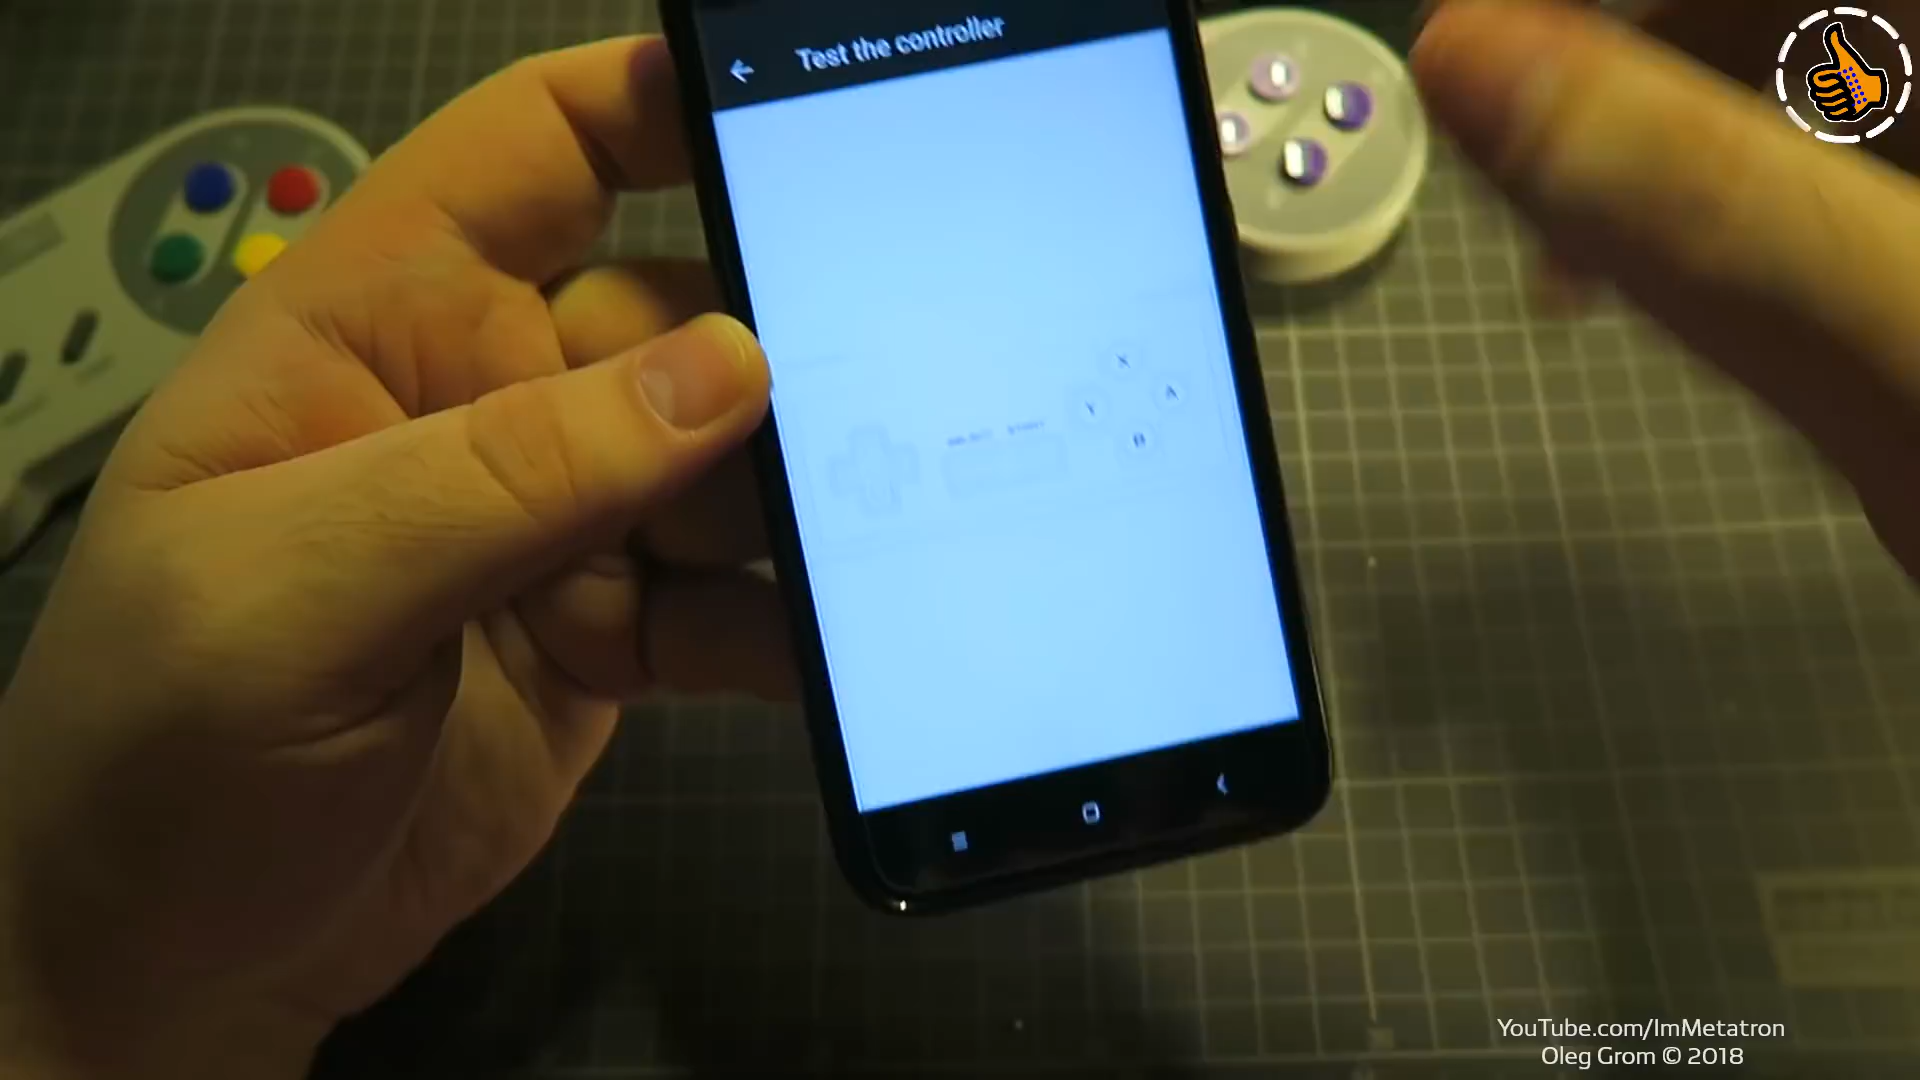 Test the controller
X
Y
A
B
YouTube.com/ImMetatron
Oleg Grom © 2018